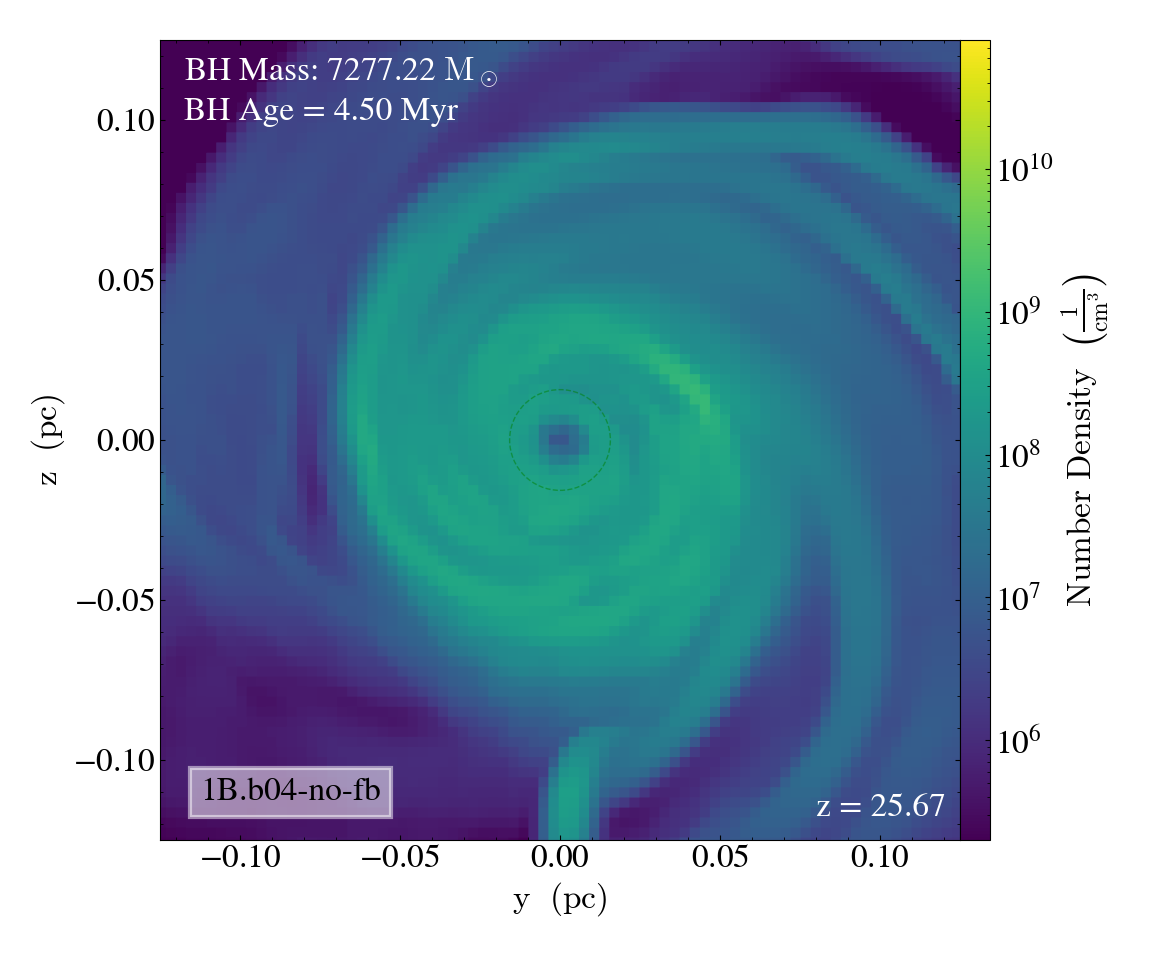 BH Mass: 7277.22 M⊙
BH Age = 4.50 Myr
0.10
0.05
0.00
−0.05
−0.10
z (pc)
1B.b04-no-fb
z = 25.67
−0.10 −0.05 0.00 0.05 0.10
y (pc)
10¹⁰
10⁹
10⁸
10⁷
10⁶
Number Density (1/cm³)